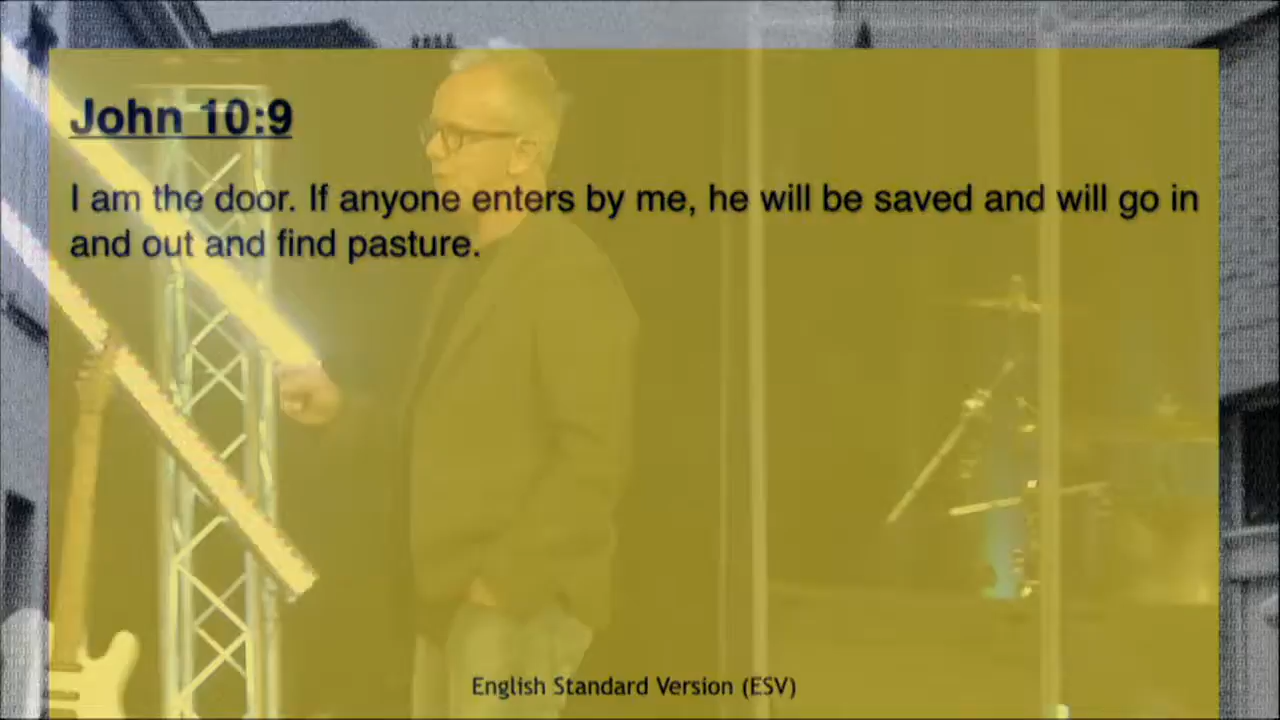 John 10:9
I am the door. If anyone enters by me, he will be saved and will go in
and out and find pasture.
English Standard Version (ESV)